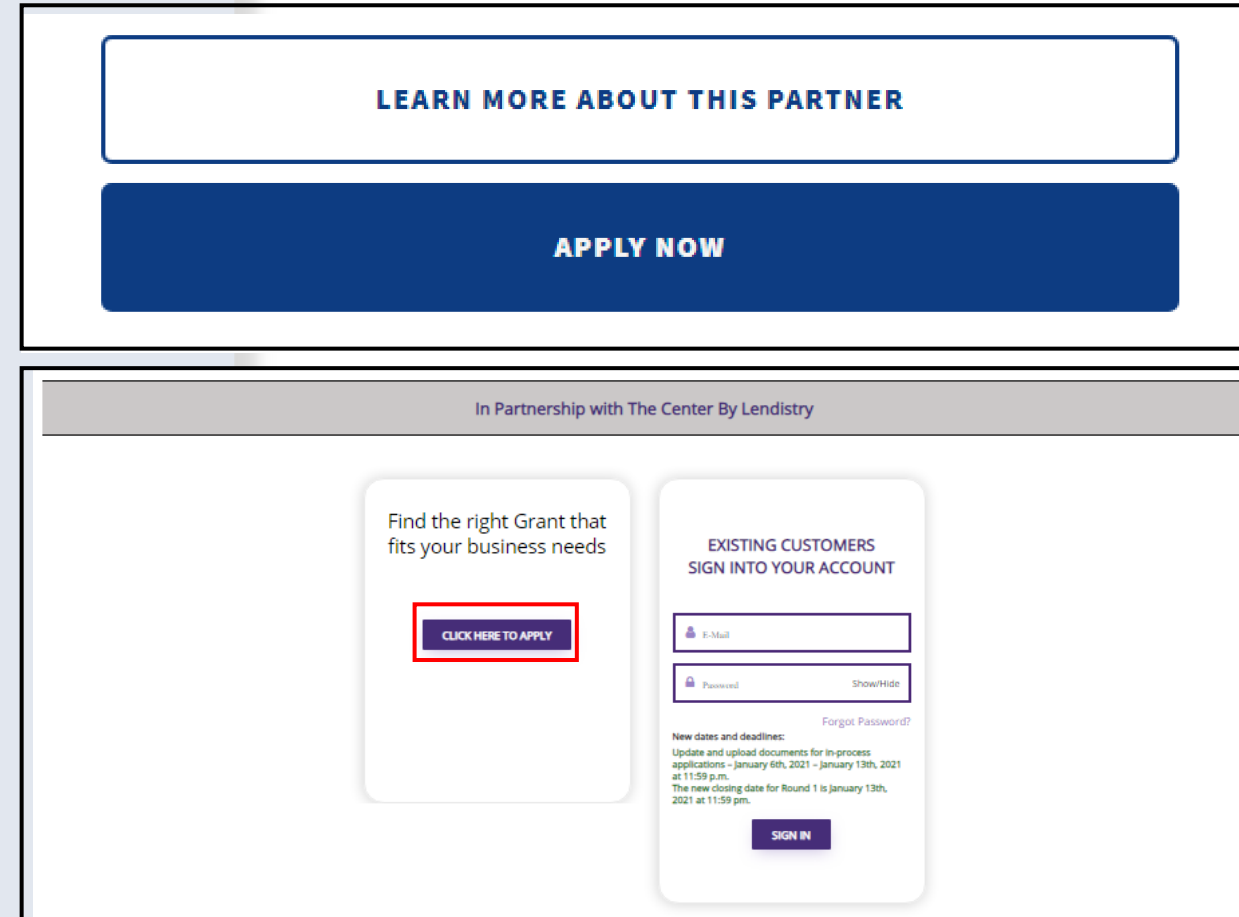 LEARN MORE ABOUT THIS PARTNER
APPLY NOW
In Partnership with The Center By Lendistry
Find the right Grant that
fits your business needs
CLICK HERE TO APPLY
EXISTING CUSTOMERS
SIGN INTO YOUR ACCOUNT
E-Mail
Password Show/Hide
Forgot Password?
New dates and deadlines:
Update and upload documents for in-process
applications – January 6th, 2021 – January 13th, 2021
at 11:59 p.m.
The new closing date for Round 1 is January 13th,
2021 at 11:59 pm.
SIGN IN